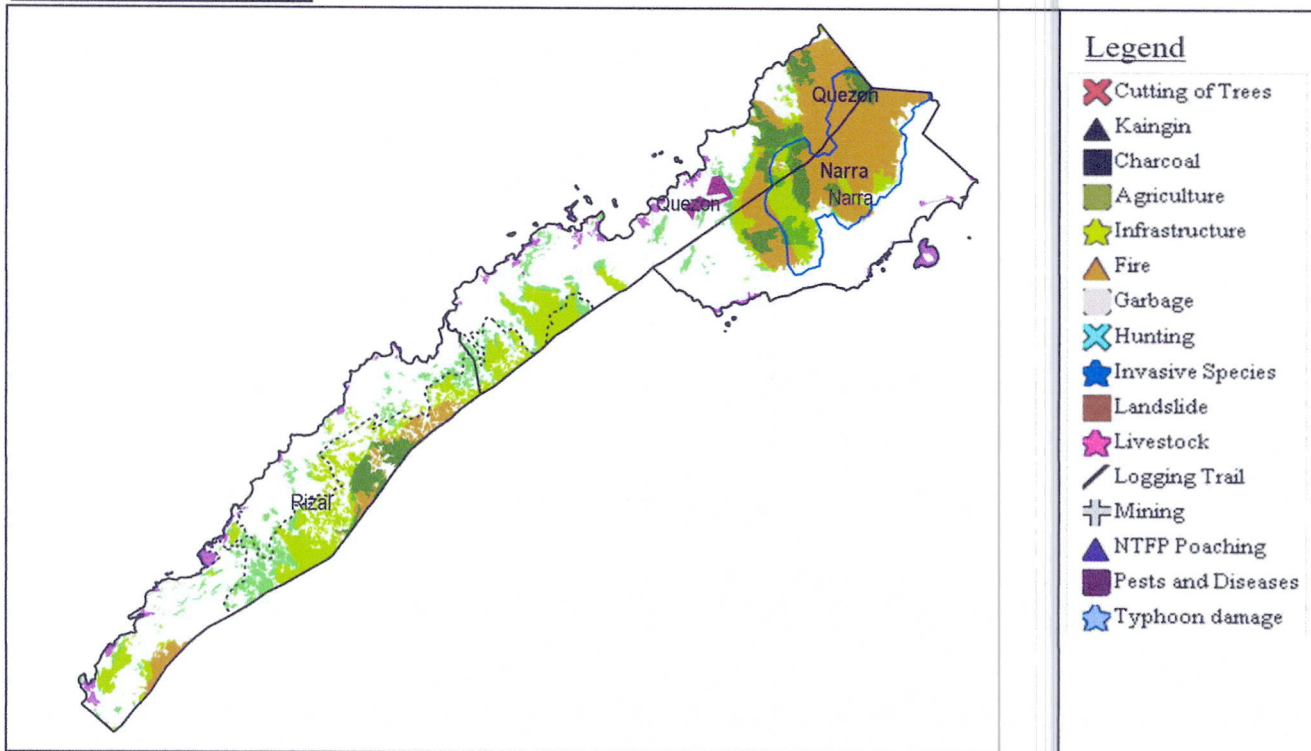 Quezon
Narra
Narra
Quezon
Rizal
Legend
Cutting of Trees
Kaingin
Charcoal
Agriculture
Infrastructure
Fire
Garbage
Hunting
Invasive Species
Landslide
Livestock
Logging Trail
Mining
NTFP Poaching
Pests and Diseases
Typhoon damage